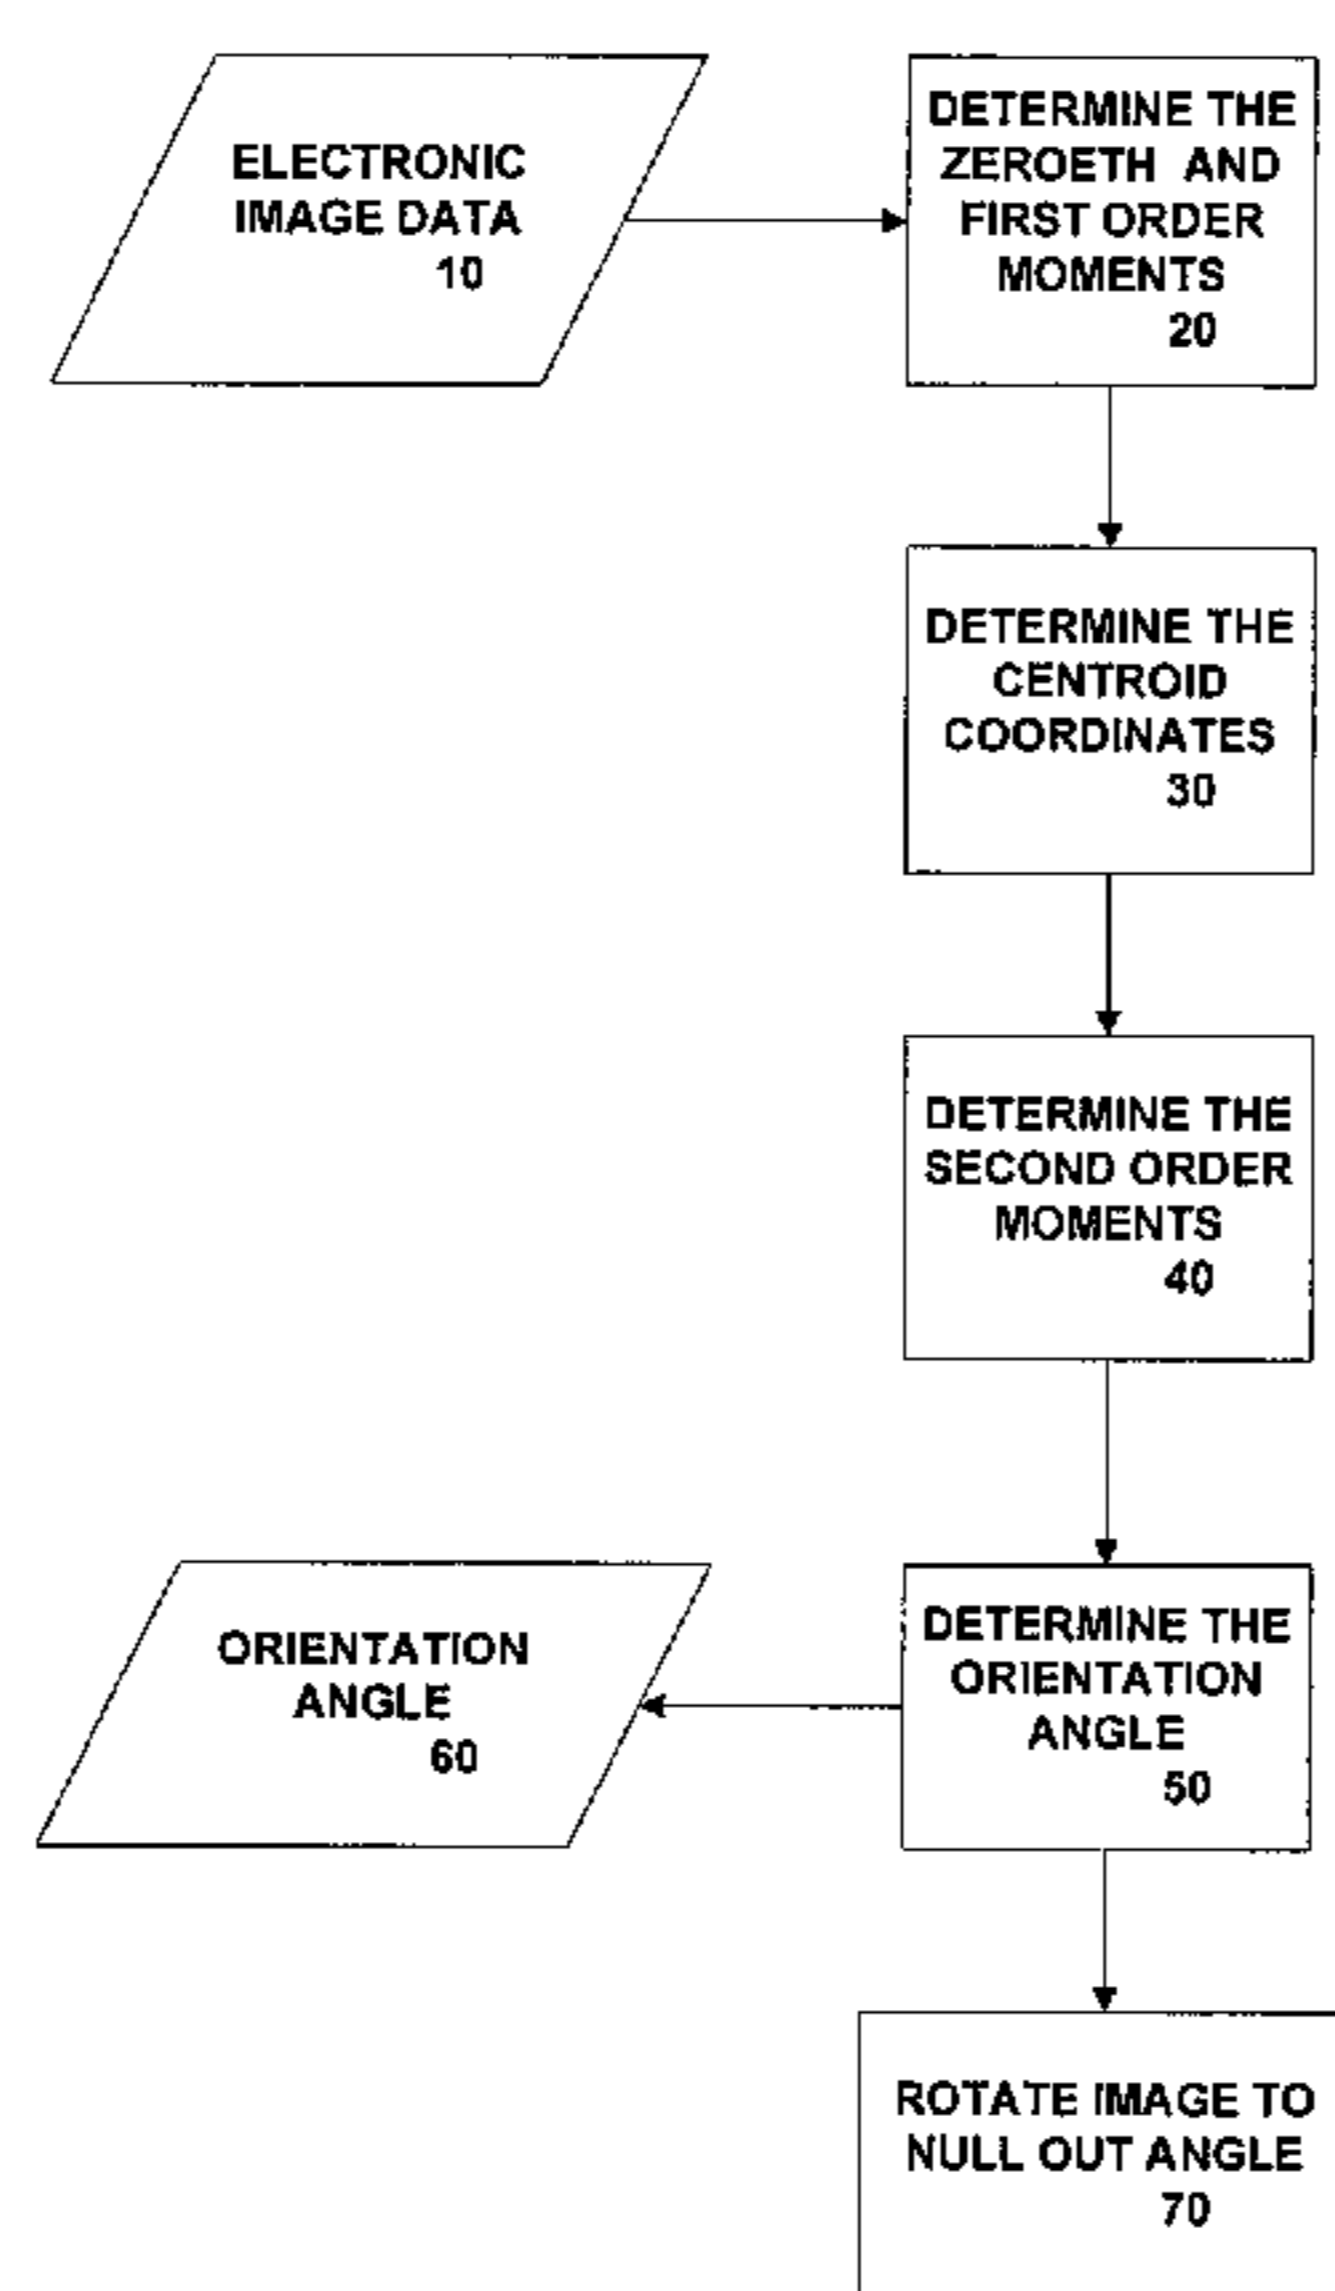 ELECTRONIC
IMAGE DATA
10
DETERMINE THE
ZEROETH AND
FIRST ORDER
MOMENTS
20
DETERMINE THE
CENTROID
COORDINATES
30
DETERMINE THE
SECOND ORDER
MOMENTS
40
DETERMINE THE
ORIENTATION
ANGLE
50
ORIENTATION
ANGLE
60
ROTATE IMAGE TO
NULL OUT ANGLE
70